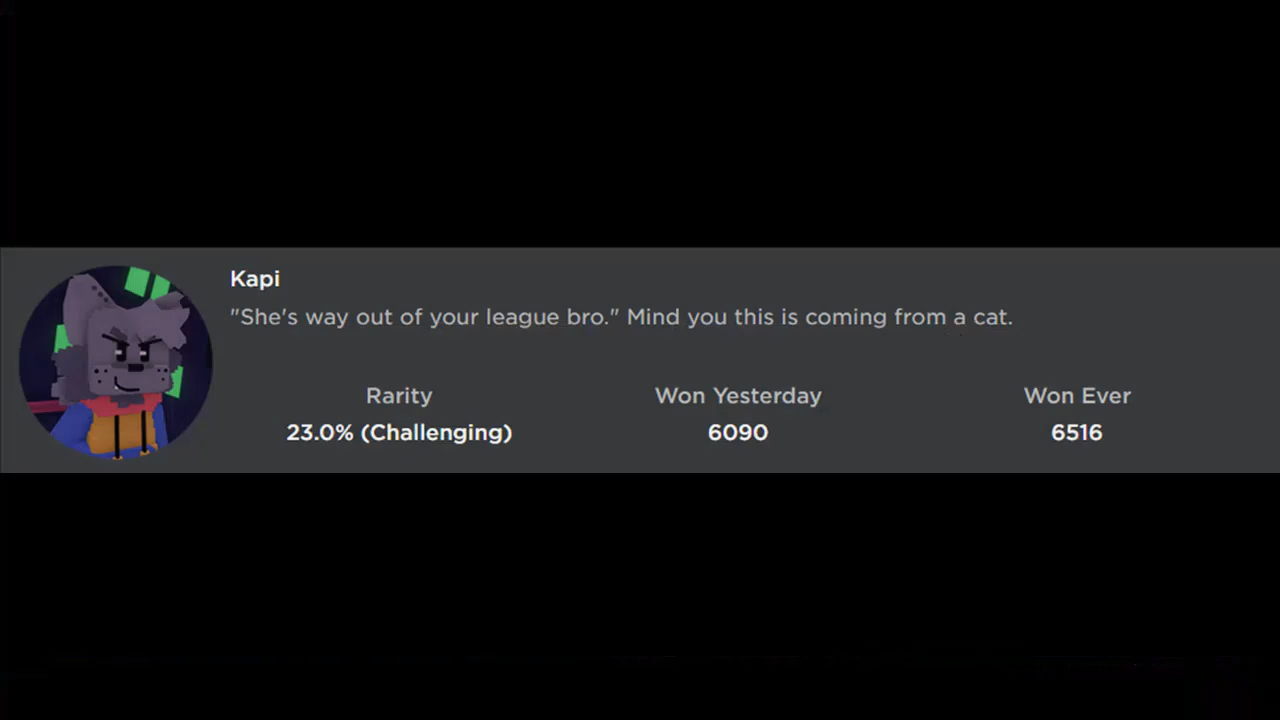 Kapi
"She's way out of your league bro." Mind you this is coming from a cat.
Rarity Won Yesterday Won Ever
23.0% (Challenging) 6090 6516